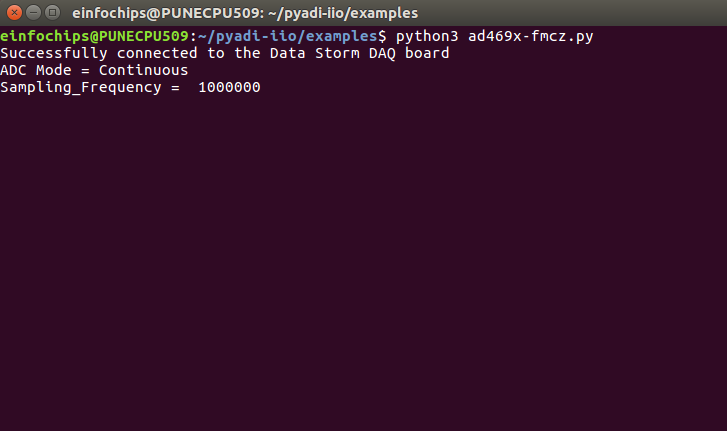 einfochips@PUNECPU509: ~/pyadi-iio/examples
einfochips@PUNECPU509:~/pyadi-iio/examples$ python3 ad469x-fmcz.py
Successfully connected to the Data Storm DAQ board
ADC Mode = Continuous
Sampling_Frequency =  1000000